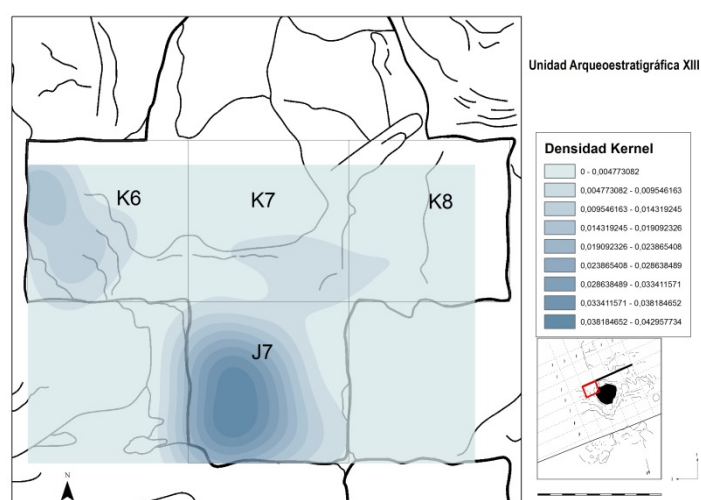 Unidad Arqueoestratigráfica XIII
K6
K7
K8
J7
Densidad Kernel
0 - 0,004773082
0,004773082 - 0,009546163
0,009546163 - 0,014319245
0,014319245 - 0,019092326
0,019092326 - 0,023865408
0,023865408 - 0,028638489
0,028638489 - 0,033411571
0,033411571 - 0,038184652
0,038184652 - 0,042957734
N